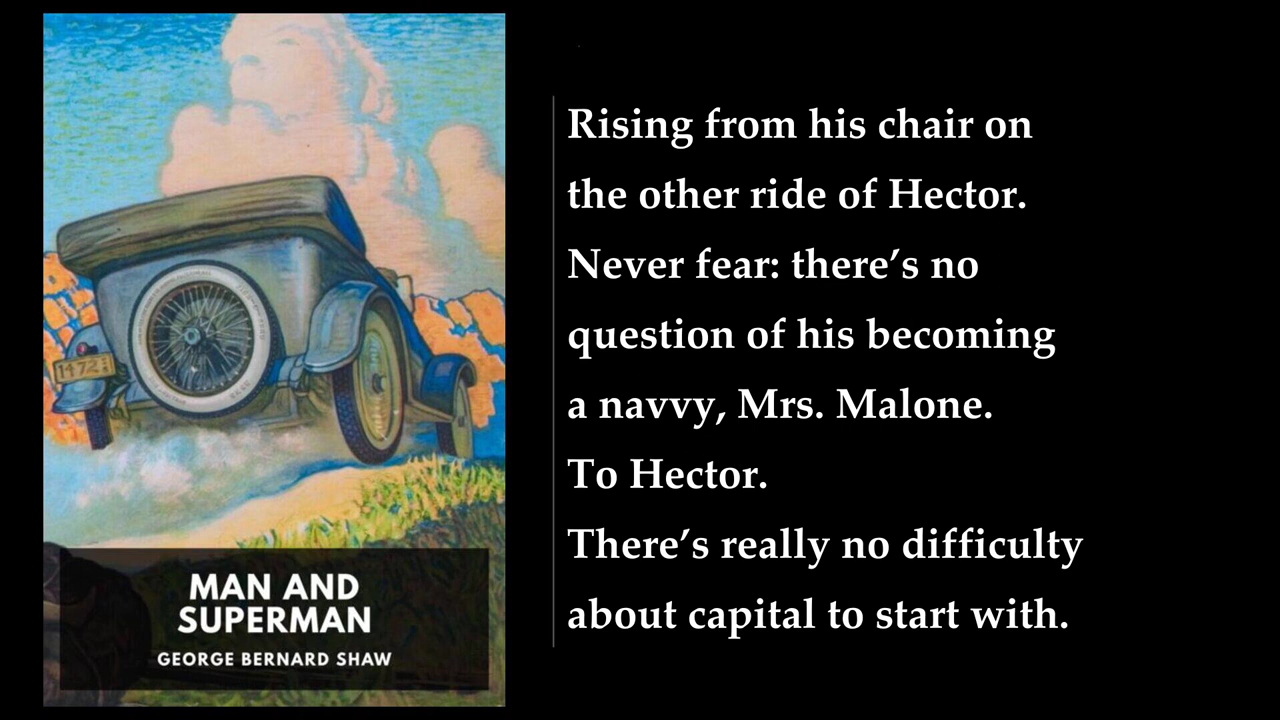 1472
MAN AND
SUPERMAN
GEORGE BERNARD SHAW
Rising from his chair on
the other ride of Hector.
Never fear: there’s no
question of his becoming
a navvy, Mrs. Malone.
To Hector.
There’s really no difficulty
about capital to start with.